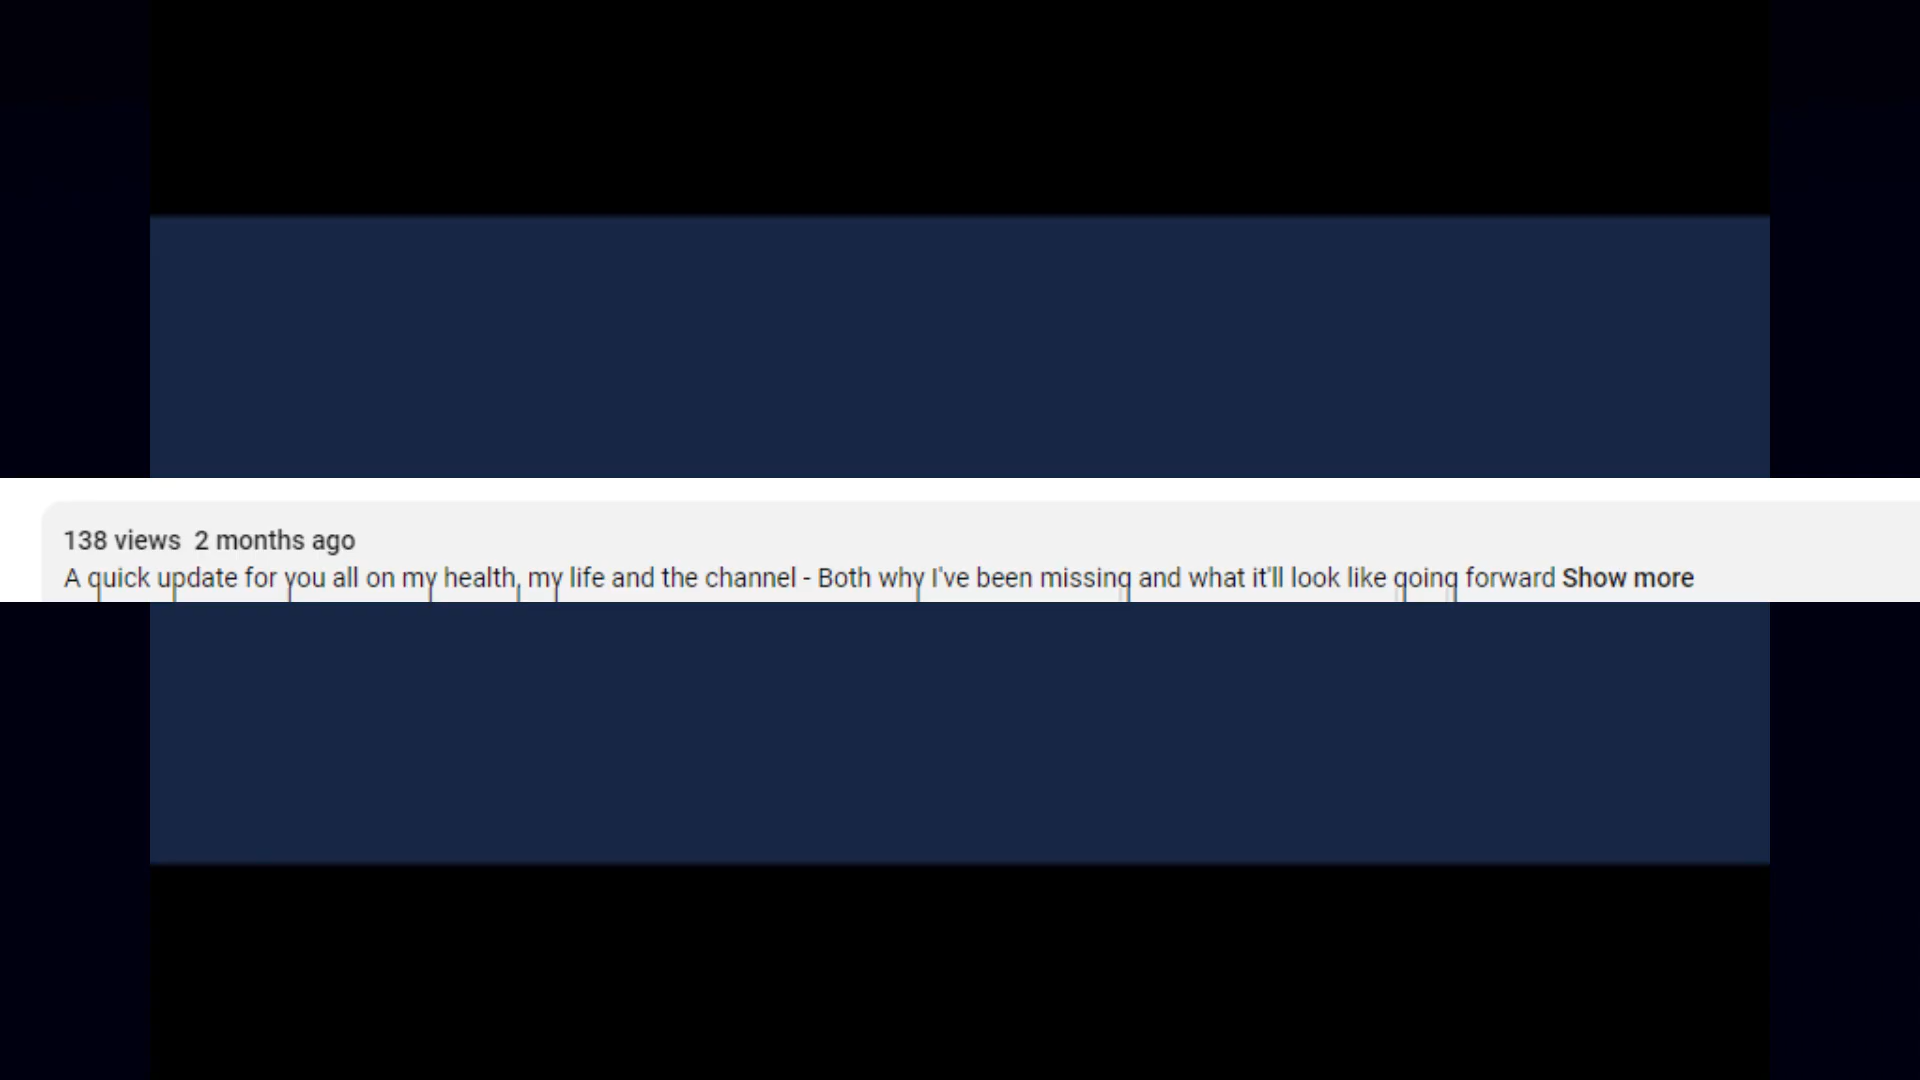 138 views 2 months ago
A quick update for you all on my health, my life and the channel - Both why I've been missing and what it'll look like going forward Show more